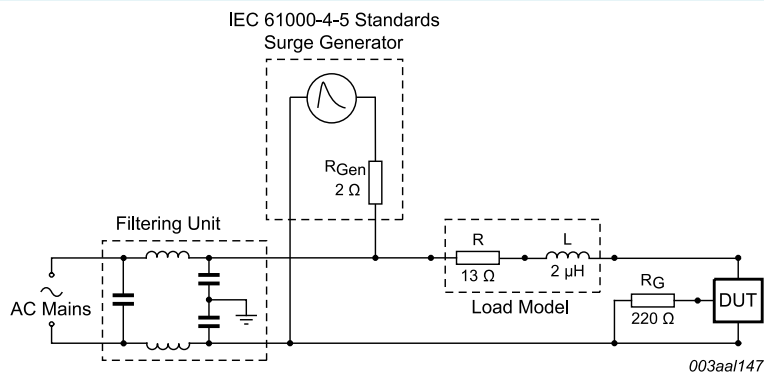 IEC 61000-4-5 Standards
Surge Generator
RGen
2 Ω
Filtering Unit
AC Mains
R
13 Ω
L
2 μH
Load Model
RG
220 Ω
DUT
003aal147